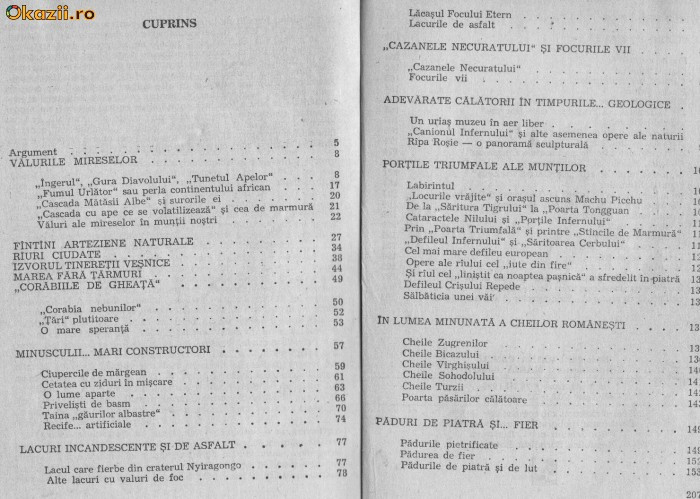 Okazii.ro
CUPRINS
Argument . . . 5
VĂLURILE MIRESELOR . . . 8
„Îngerul“, „Gura Diavolului“, „Tunetul Apelor“ . . . 8
„Fumul Urlător“ sau perla continentului african . . . 17
„Cascada Mătăsii Albe“ și surorile ei . . . 20
„Cascada cu ape ce se volatilizează“ și cea de marmură 21
Văluri ale mireselor în munții noștri . . . 22
FÎNTÎNI ARTEZIENE NATURALE . . . 27
RÎURI CIUDATE . . . 34
IZVORUL TINEREȚII VEȘNICE . . . 38
MAREA FĂRĂ ȚĂRMURI . . . 44
„CORĂBIILE DE GHEAȚĂ“ . . . 49
„Corabia nebunilor“ . . . 50
„Țări“ plutitoare . . . 52
O mare speranță . . . 53
MINUSCULII... MARI CONSTRUCTORI . . . 57
Ciupercile de mărgean . . . 59
Cetatea cu ziduri în mișcare . . . 61
O lume aparte . . . 63
Priveliști de basm . . . 66
Taina „găurilor albastre“ . . . 70
Recife... artificiale . . . 74
LACURI INCANDESCENTE ȘI DE ASFALT . . . 77
Lacul care fierbe din craterul Nyiragongo . . . 77
Alte lacuri cu valuri de foc . . . 78
Lăcașul Focului Etern . . .
Lacurile de asfalt . . .
„CAZANELE NECURATULUI“ ȘI FOCURILE VII . . .
„Cazanele Necuratului“ . . .
Focurile vii . . .
ADEVĂRATE CĂLĂTORII ÎN TIMPURILE... GEOLOGICE .
Un uriaș muzeu în aer liber . . .
„Canionul Infernului“ și alte asemenea opere ale naturii
Rîpa Roșie — o panoramă sculpturală . . .
PORȚILE TRIUMFALE ALE MUNȚILOR . . .
Labirintul . . .
„Locurile vrăjite“ și orașul ascuns Machu Picchu
De la „Săritura Tigrului“ la „Poarta Tongguan
Cataractele Nilului și „Porțile Infernului“ . . .
Prin „Poarta Triumfală“ și printre „Stîncile de Marmură“
„Defileul Infernului“ și „Săritoarea Cerbului“
Cel mai mare defileu european . . .
Opere ale rîului cel „iute din fire“ . . .
Și rîul cel „liniștit ca noaptea pașnică“ a sfredelit în piatră
Defileul Crișului Repede . . .
Sălbăticia unei văi . . .
ÎN LUMEA MINUNATĂ A CHEILOR ROMÂNEȘTI . . .
Cheile Zugrenilor . . .
Cheile Bicazului . . .
Cheile Vîrghișului . . .
Cheile Sohodolului . . .
Cheile Turzii . . .
Poarta păsărilor călătoare . . .
PĂDURI DE PIATRĂ ȘI... FIER . . . 149
Pădurile pietrificate . . . 149
Pădurea de fier . . .
Pădurile de piatră și de lut . . . 153